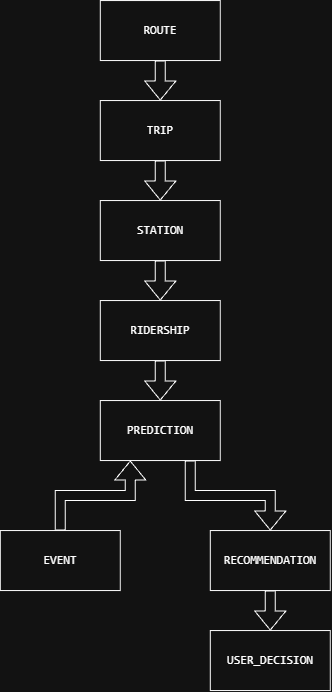 ROUTE
TRIP
STATION
RIDERSHIP
PREDICTION
EVENT
RECOMMENDATION
USER_DECISION